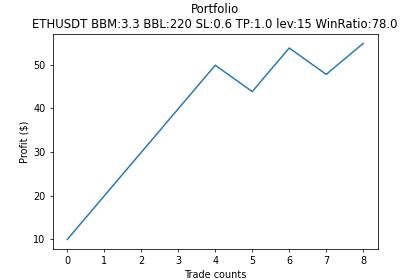 Portfolio
ETHUSDT BBM:3.3 BBL:220 SL:0.6 TP:1.0 lev:15 WinRatio:78.0
Profit ($)
50
40
30
20
10
0 1 2 3 4 5 6 7 8
Trade counts